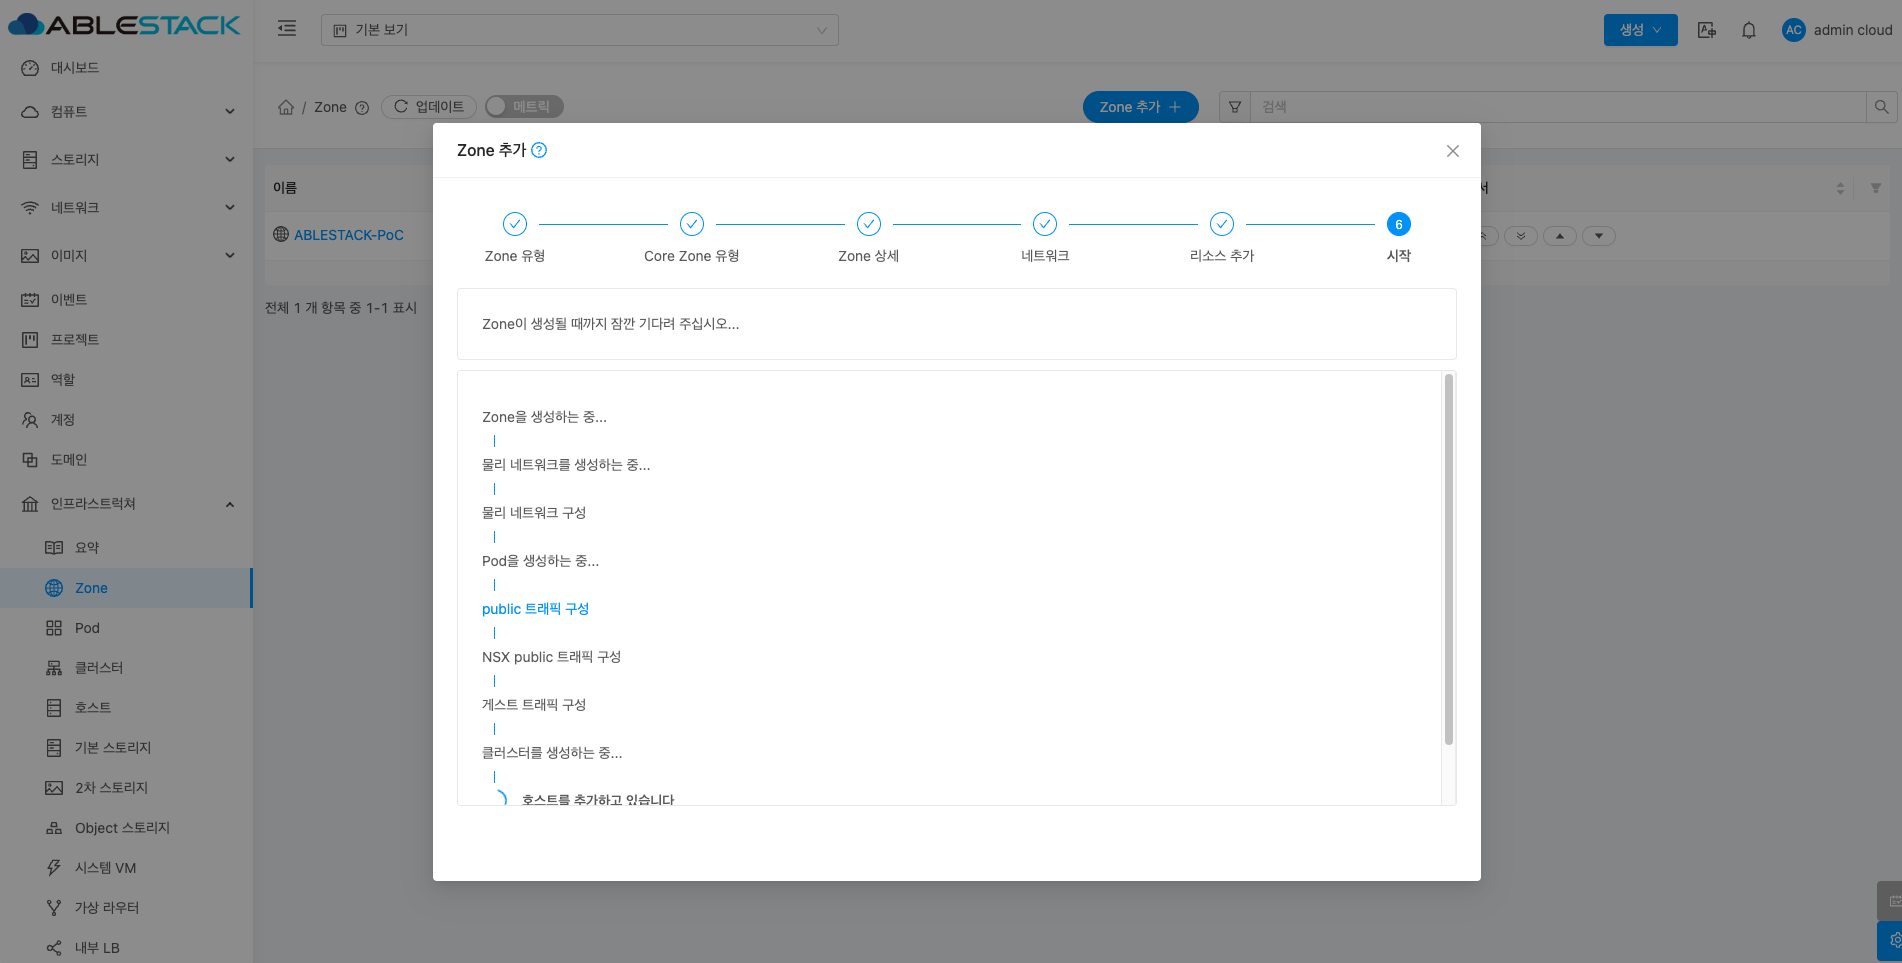 ABLESTACK
기본 보기
생성
AC
admin cloud
대시보드
컴퓨트
스토리지
네트워크
이미지
이벤트
프로젝트
역할
계정
도메인
인프라스트럭쳐
요약
Zone
Pod
클러스터
호스트
기본 스토리지
2차 스토리지
Object 스토리지
시스템 VM
가상 라우터
내부 LB
/ Zone
업데이트
메트릭
Zone 추가
검색
이름
ABLESTACK-PoC
전체 1 개 항목 중 1-1 표시
Zone 추가
Zone 유형
Core Zone 유형
Zone 상세
네트워크
리소스 추가
6
시작
Zone이 생성될 때까지 잠깐 기다려 주십시오...
Zone을 생성하는 중...
물리 네트워크를 생성하는 중...
물리 네트워크 구성
Pod을 생성하는 중...
public 트래픽 구성
NSX public 트래픽 구성
게스트 트래픽 구성
클러스터를 생성하는 중...
호스트를 추가하고 있습니다